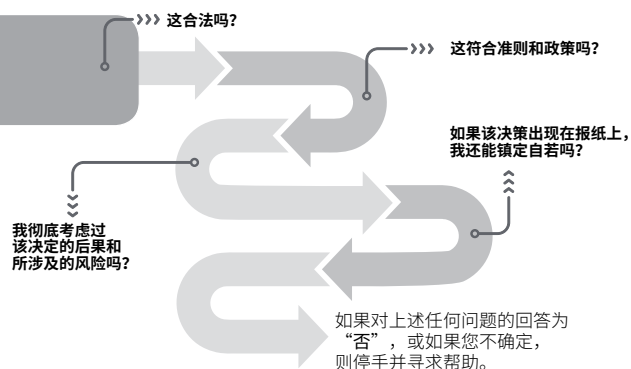 这合法吗？
这符合准则和政策吗？
我彻底考虑过
该决定的后果和
所涉及的风险吗？
如果该决策出现在报纸上，
我还能镇定自若吗？
如果对上述任何问题的回答为
“否”，或如果您不确定，
则停手并寻求帮助。